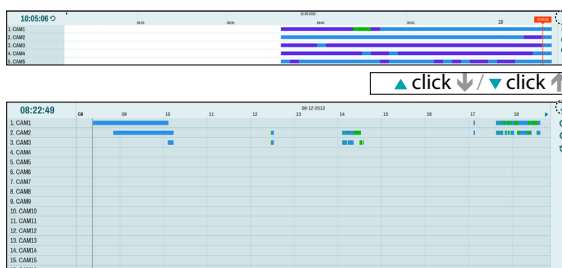 10:05:06
10
1. CAM1
2. CAM2
3. CAM3
4. CAM4
5. CAM5
▲ click / ▼ click
08:22:49
08-12-2013
08 09 10 11 12 13 14 15 16 17 18
1. CAM1
2. CAM2
3. CAM3
4. CAM4
5. CAM5
6. CAM6
7. CAM7
8. CAM8
9. CAM9
10. CAM10
11. CAM11
12. CAM12
13. CAM13
14. CAM14
15. CAM15